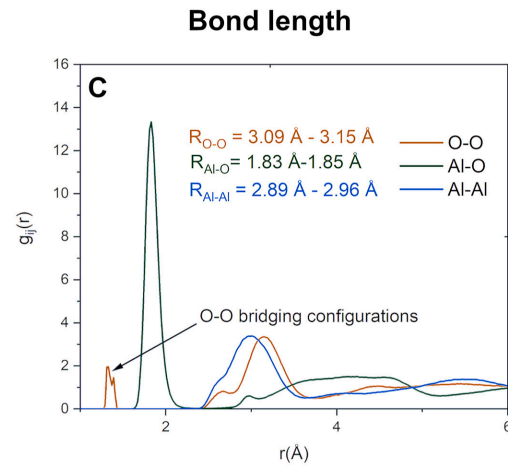 Bond length
C
R_O-O = 3.09 Å - 3.15 Å
R_Al-O = 1.83 Å-1.85 Å
R_Al-Al = 2.89 Å - 2.96 Å
O-O
Al-O
Al-Al
O-O bridging configurations
g_ij(r)
16
14
12
10
8
6
4
2
0
2
4
6
r(Å)